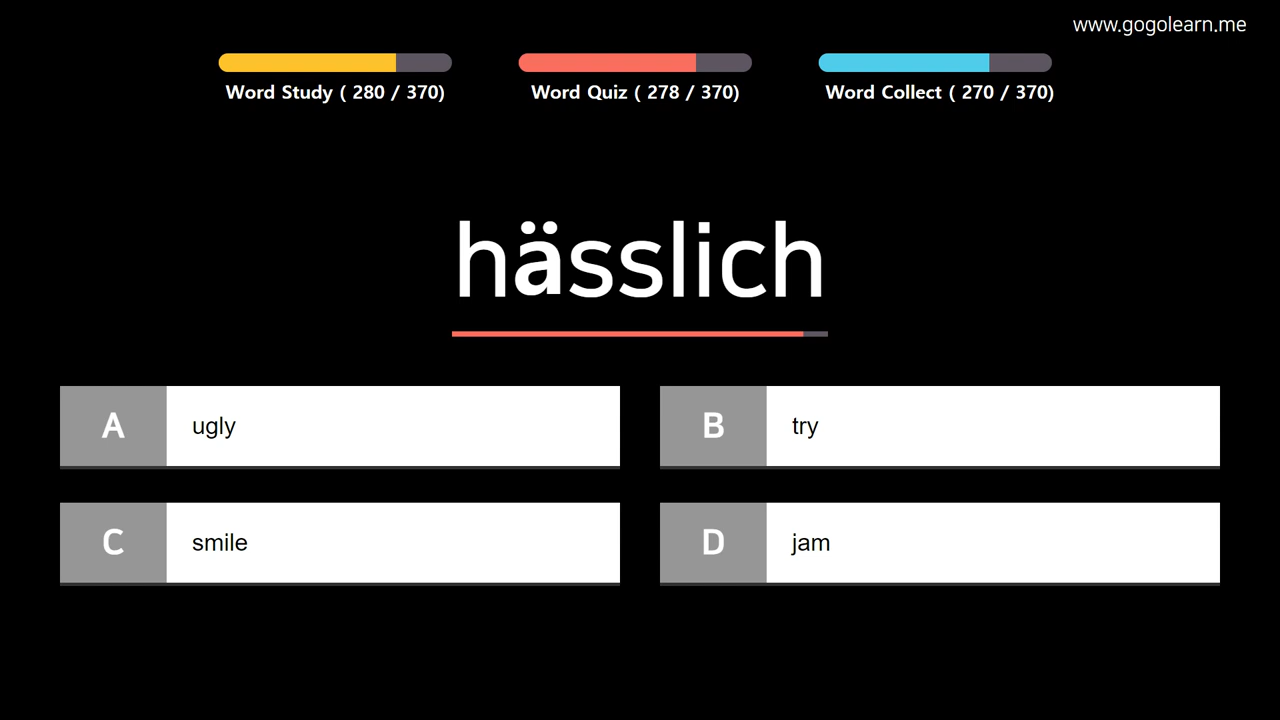 www.gogolearn.me
Word Study ( 280 / 370)
Word Quiz ( 278 / 370)
Word Collect ( 270 / 370)
hässlich
A ugly
B try
C smile
D jam